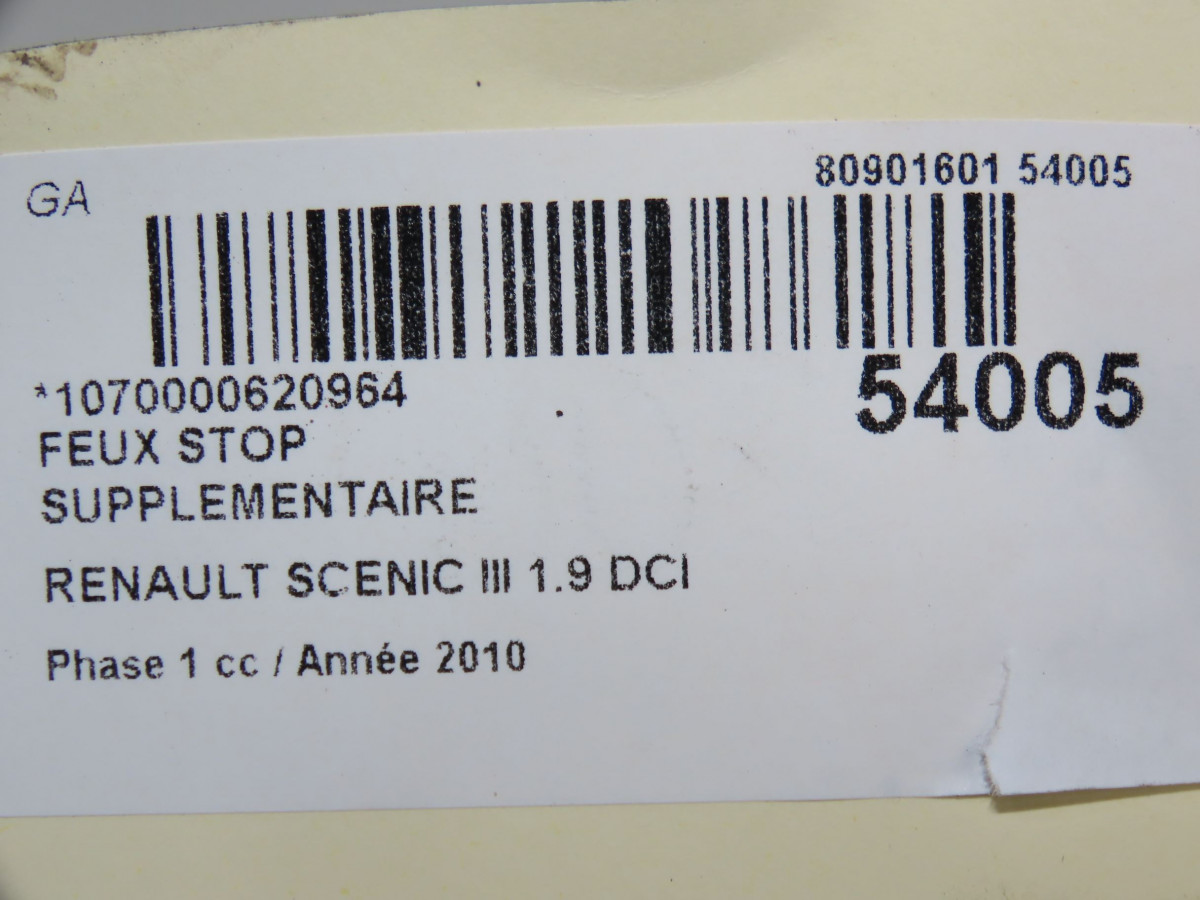 GA
80901601 54005
*1070000620964
54005
FEUX STOP
SUPPLEMENTAIRE
RENAULT SCENIC III 1.9 DCI
Phase 1 cc / Année 2010